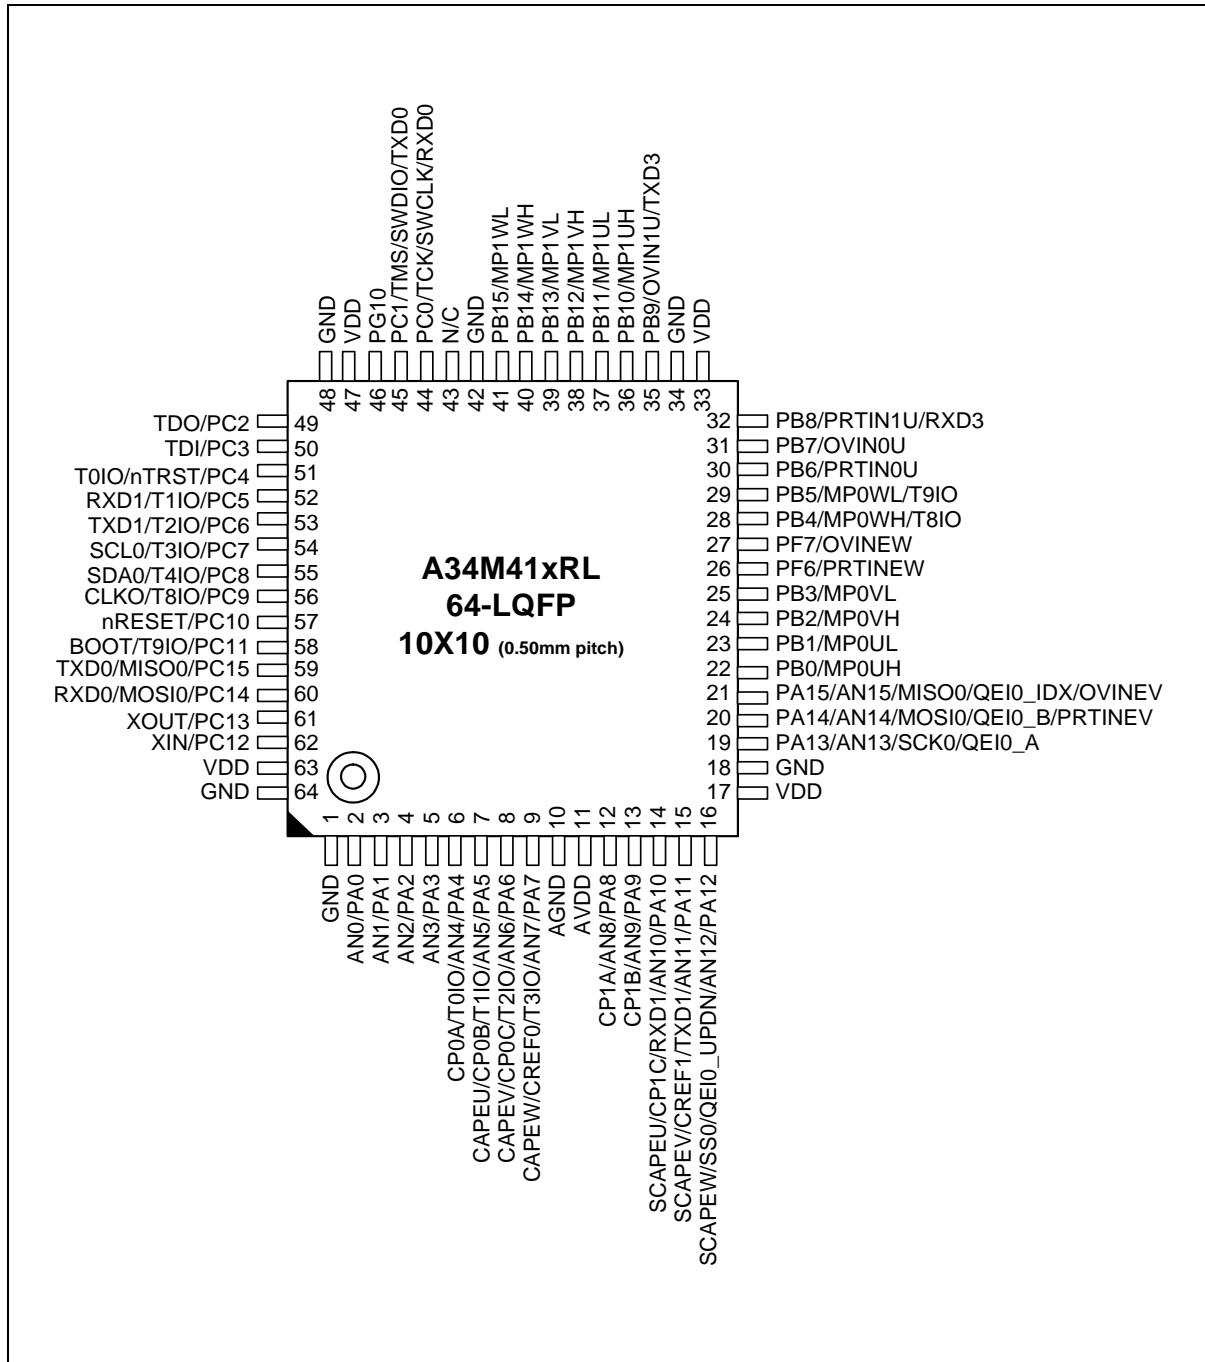 GND
VDD
PG10
PC1/TMS/SWDIO/TXD0
PC0/TCK/SWCLK/RXD0
N/C
GND
PB15/MP1WL
PB14/MP1WH
PB13/MP1VL
PB12/MP1VH
PB11/MP1UL
PB10/MP1UH
PB9/OVIN1U/TXD3
GND
VDD
48
47
46
45
44
43
42
41
40
39
38
37
36
35
34
33
TDO/PC2 49
TDI/PC3 50
T0IO/nTRST/PC4 51
RXD1/T1IO/PC5 52
TXD1/T2IO/PC6 53
SCL0/T3IO/PC7 54
SDA0/T4IO/PC8 55
CLKO/T8IO/PC9 56
nRESET/PC10 57
BOOT/T9IO/PC11 58
TXD0/MISO0/PC15 59
RXD0/MOSI0/PC14 60
XOUT/PC13 61
XIN/PC12 62
VDD 63
GND 64
A34M41xRL
64-LQFP
10X10 (0.50mm pitch)
32 PB8/PRTIN1U/RXD3
31 PB7/OVIN0U
30 PB6/PRTIN0U
29 PB5/MP0WL/T9IO
28 PB4/MP0WH/T8IO
27 PF7/OVINEW
26 PF6/PRTINEW
25 PB3/MP0VL
24 PB2/MP0VH
23 PB1/MP0UL
22 PB0/MP0UH
21 PA15/AN15/MISO0/QEI0_IDX/OVINEV
20 PA14/AN14/MOSI0/QEI0_B/PRTINEV
19 PA13/AN13/SCK0/QEI0_A
18 GND
17 VDD
1
2
3
4
5
6
7
8
9
10
11
12
13
14
15
16
GND
AN0/PA0
AN1/PA1
AN2/PA2
AN3/PA3
CP0A/T0IO/AN4/PA4
CAPEU/CP0B/T1IO/AN5/PA5
CAPEV/CP0C/T2IO/AN6/PA6
CAPEW/CREF0/T3IO/AN7/PA7
AGND
AVDD
CP1A/AN8/PA8
CP1B/AN9/PA9
SCAPEU/CP1C/RXD1/AN10/PA10
SCAPEV/CREF1/TXD1/AN11/PA11
SCAPEW/SS0/QEI0_UPDN/AN12/PA12